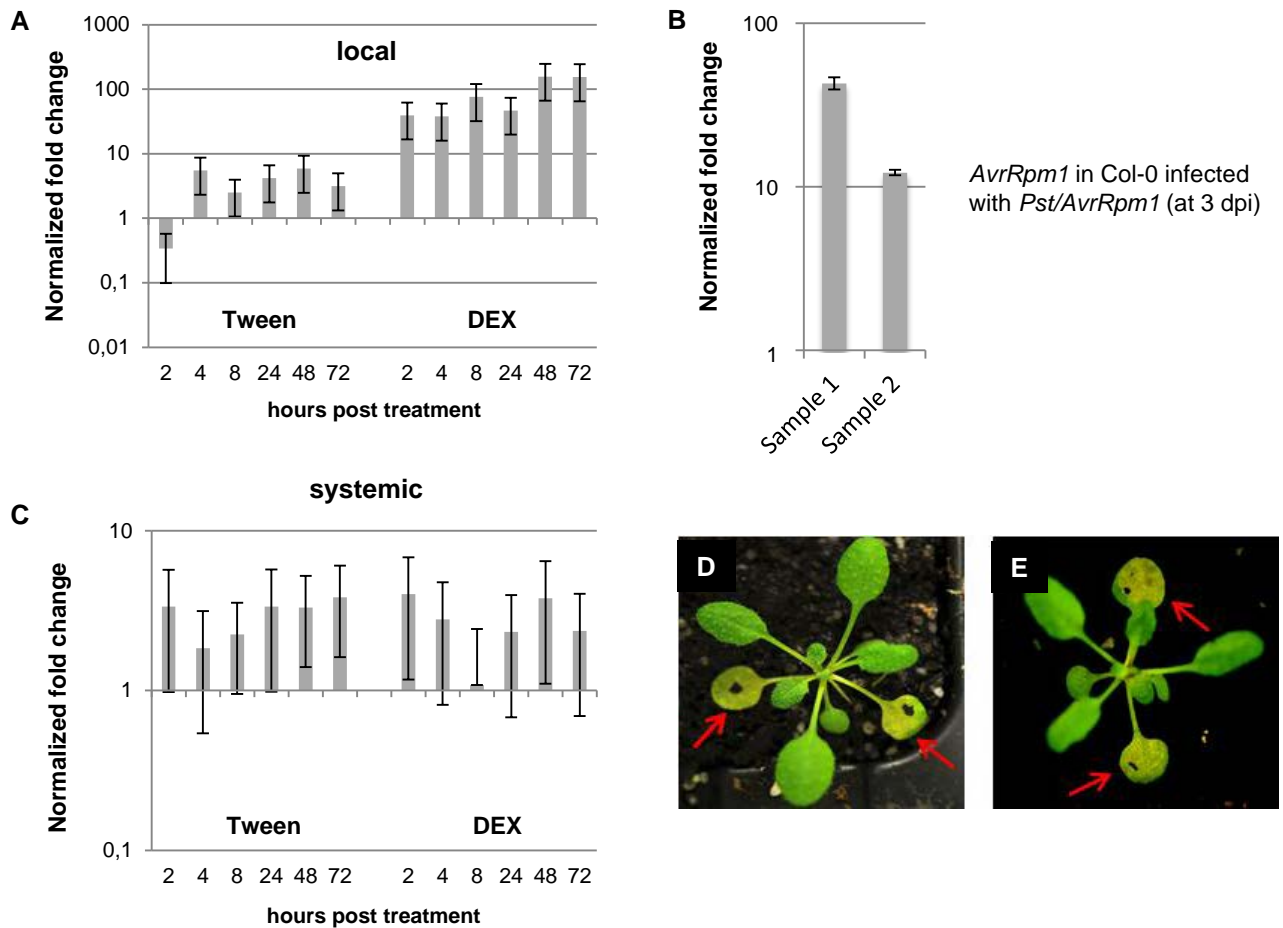 A
local
Normalized fold change
1000
100
10
1
0,1
0,01
Tween
DEX
2 4 8 24 48 72 2 4 8 24 48 72
hours post treatment
B
Normalized fold change
100
10
1
Sample 1
Sample 2
AvrRpm1 in Col-0 infected
with Pst/AvrRpm1 (at 3 dpi)
systemic
C
Normalized fold change
10
1
0,1
Tween
DEX
2 4 8 24 48 72 2 4 8 24 48 72
hours post treatment
D
E